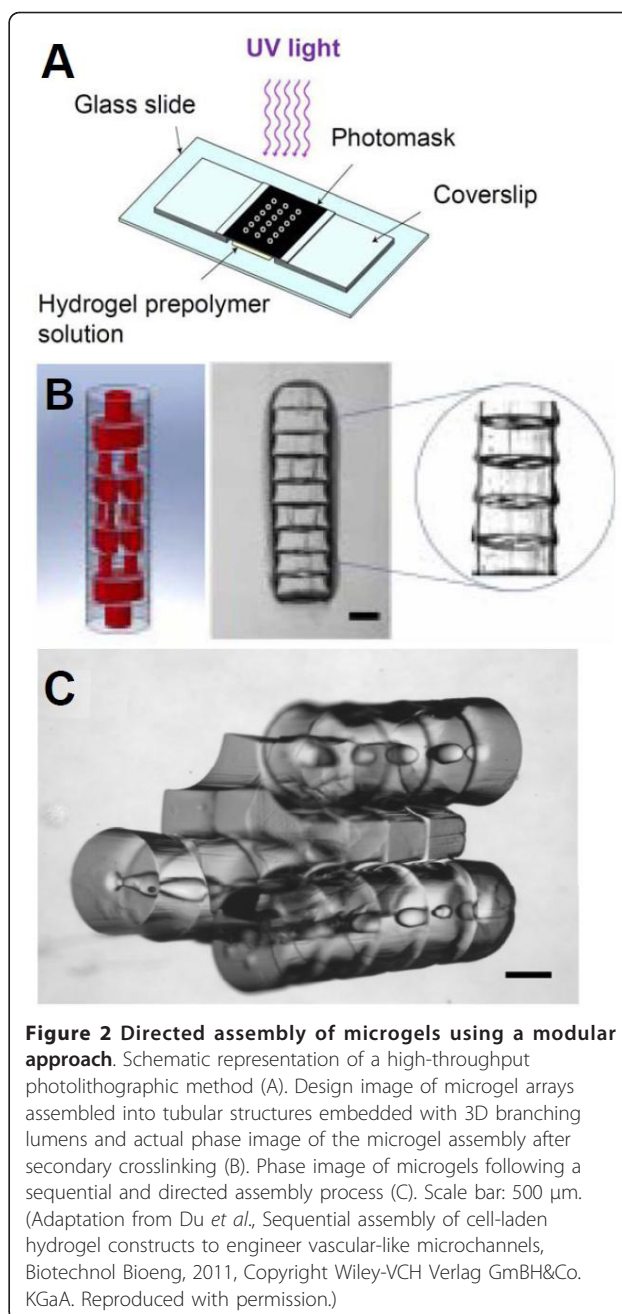 A
UV light
Glass slide
Photomask
Coverslip
Hydrogel prepolymer
solution
B
C
Figure 2 Directed assembly of microgels using a modular
approach. Schematic representation of a high-throughput
photolithographic method (A). Design image of microgel arrays
assembled into tubular structures embedded with 3D branching
lumens and actual phase image of the microgel assembly after
secondary crosslinking (B). Phase image of microgels following a
sequential and directed assembly process (C). Scale bar: 500 μm.
(Adaptation from Du et al., Sequential assembly of cell-laden
hydrogel constructs to engineer vascular-like microchannels,
Biotechnol Bioeng, 2011, Copyright Wiley-VCH Verlag GmBH&Co.
KGaA. Reproduced with permission.)